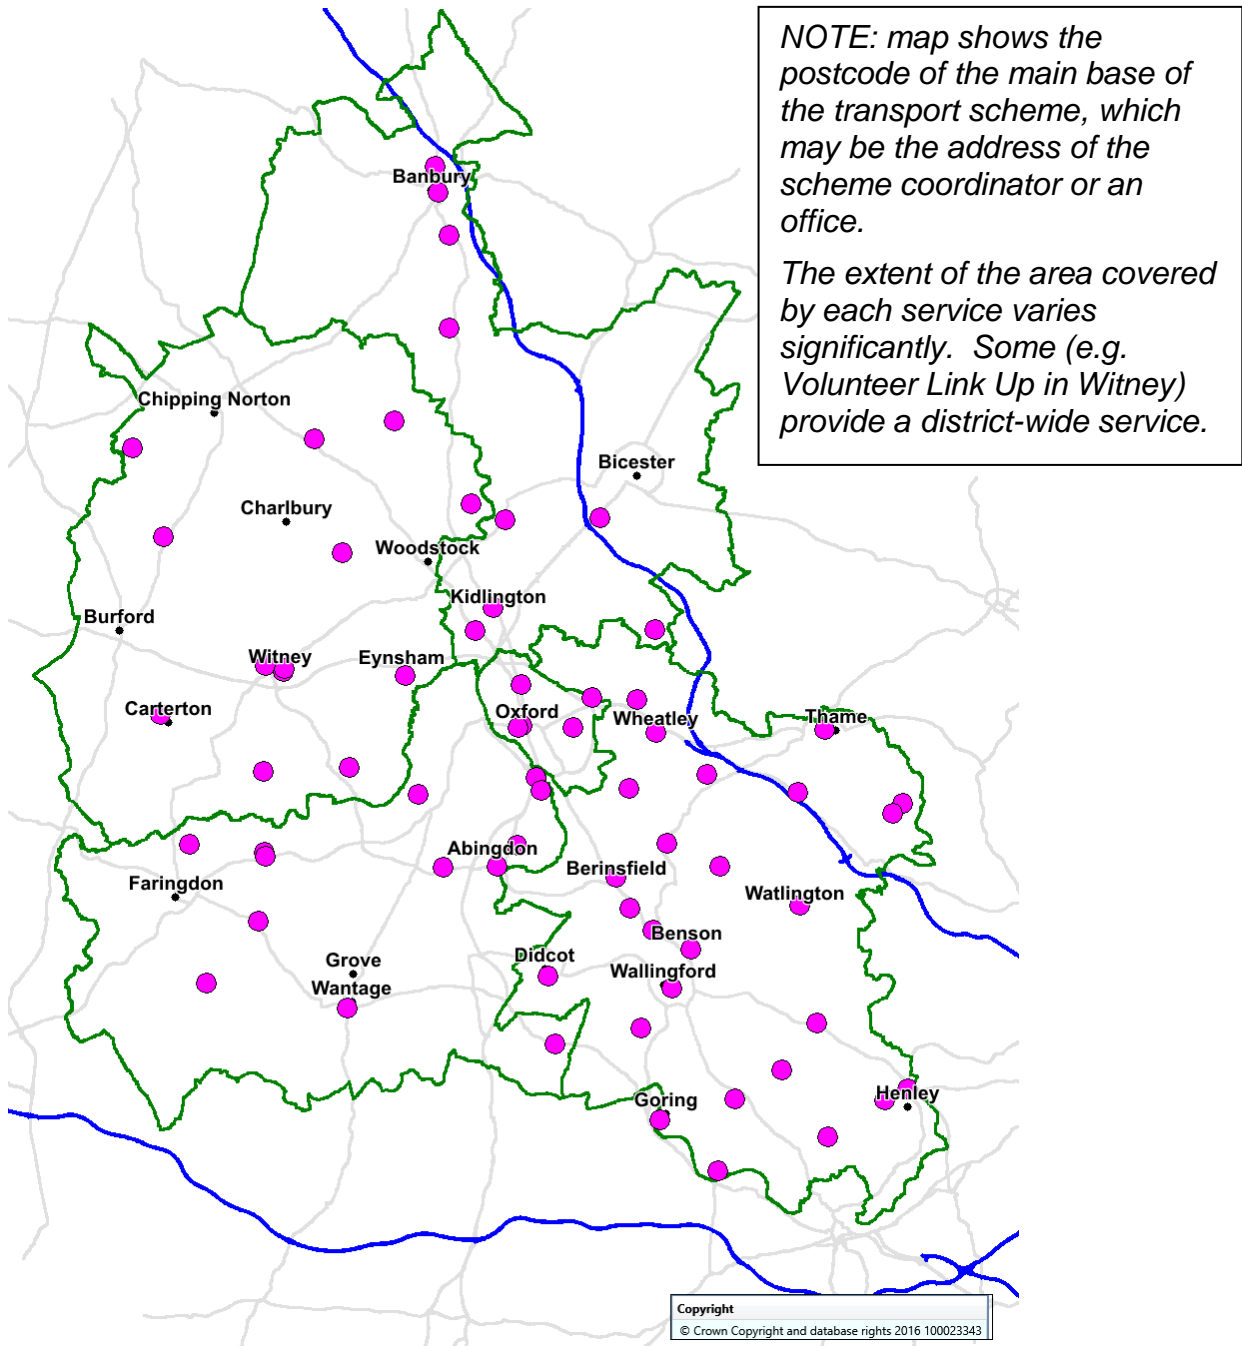 NOTE: map shows the
postcode of the main base of
the transport scheme, which
may be the address of the
scheme coordinator or an
office.
The extent of the area covered
by each service varies
significantly.  Some (e.g.
Volunteer Link Up in Witney)
provide a district-wide service.
Banbury
Chipping Norton
Bicester
Charlbury
Woodstock
Kidlington
Burford
Witney
Eynsham
Carterton
Oxford
Wheatley
Thame
Abingdon
Berinsfield
Faringdon
Watlington
Benson
Grove
Didcot
Wallingford
Wantage
Goring
Henley
Copyright
© Crown Copyright and database rights 2016 100023343